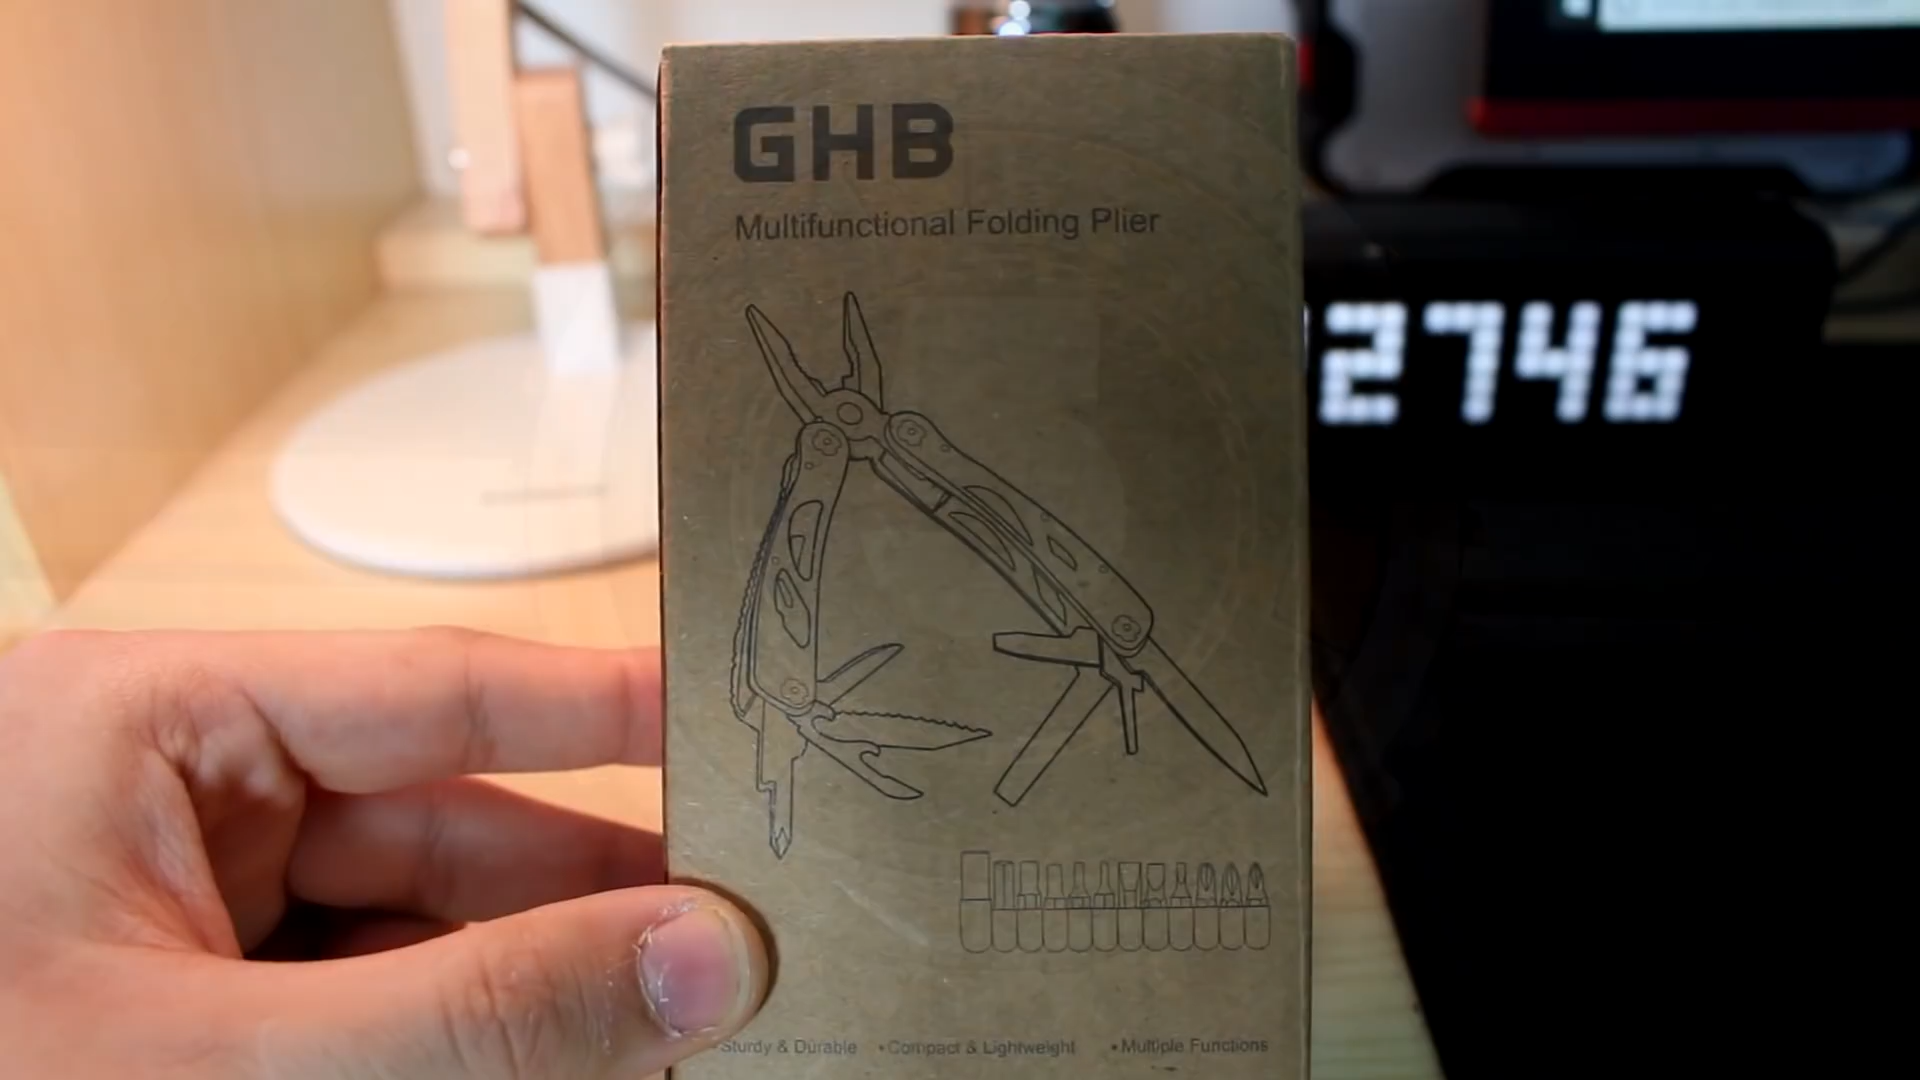 GHB
Multifunctional Folding Plier
2746
Sturdy & Durable •Compact & Lightweight •Multiple Functions